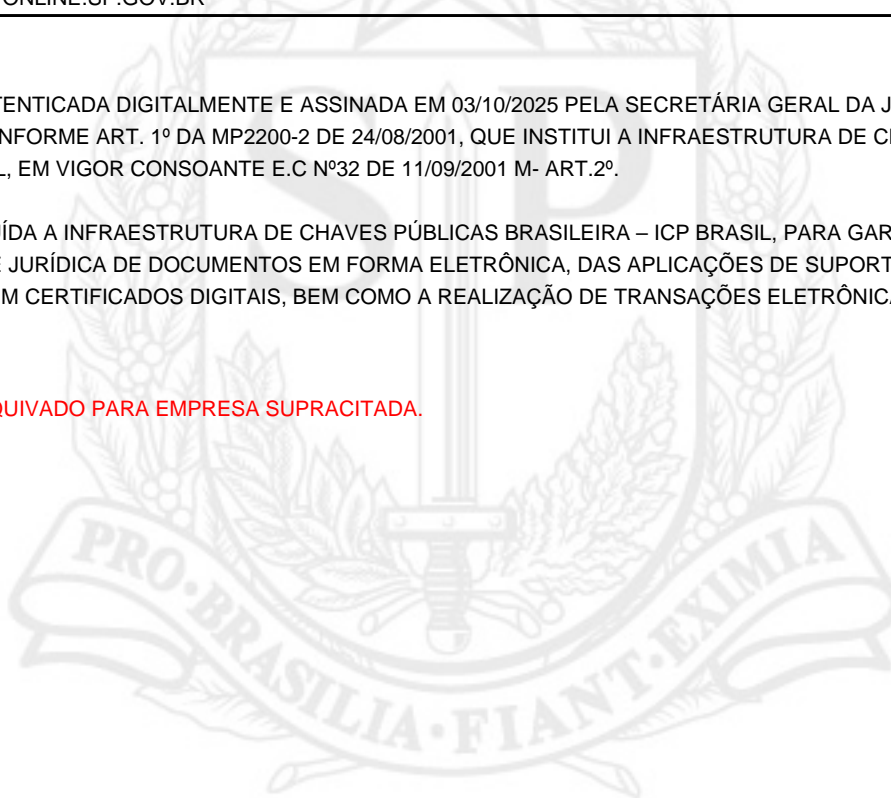 ONLINE.SP.GOV.BR
TENTICADA DIGITALMENTE E ASSINADA EM 03/10/2025 PELA SECRETÁRIA GERAL DA J
NFORME ART. 1º DA MP2200-2 DE 24/08/2001, QUE INSTITUI A INFRAESTRUTURA DE C
L, EM VIGOR CONSOANTE E.C Nº32 DE 11/09/2001 M- ART.2º.
ÍDA A INFRAESTRUTURA DE CHAVES PÚBLICAS BRASILEIRA – ICP BRASIL, PARA GAR
E JURÍDICA DE DOCUMENTOS EM FORMA ELETRÔNICA, DAS APLICAÇÕES DE SUPORT
M CERTIFICADOS DIGITAIS, BEM COMO A REALIZAÇÃO DE TRANSAÇÕES ELETRÔNICA
QUIVADO PARA EMPRESA SUPRACITADA.
SP
PRO·BRASILIA·FIANT·EXIMIA